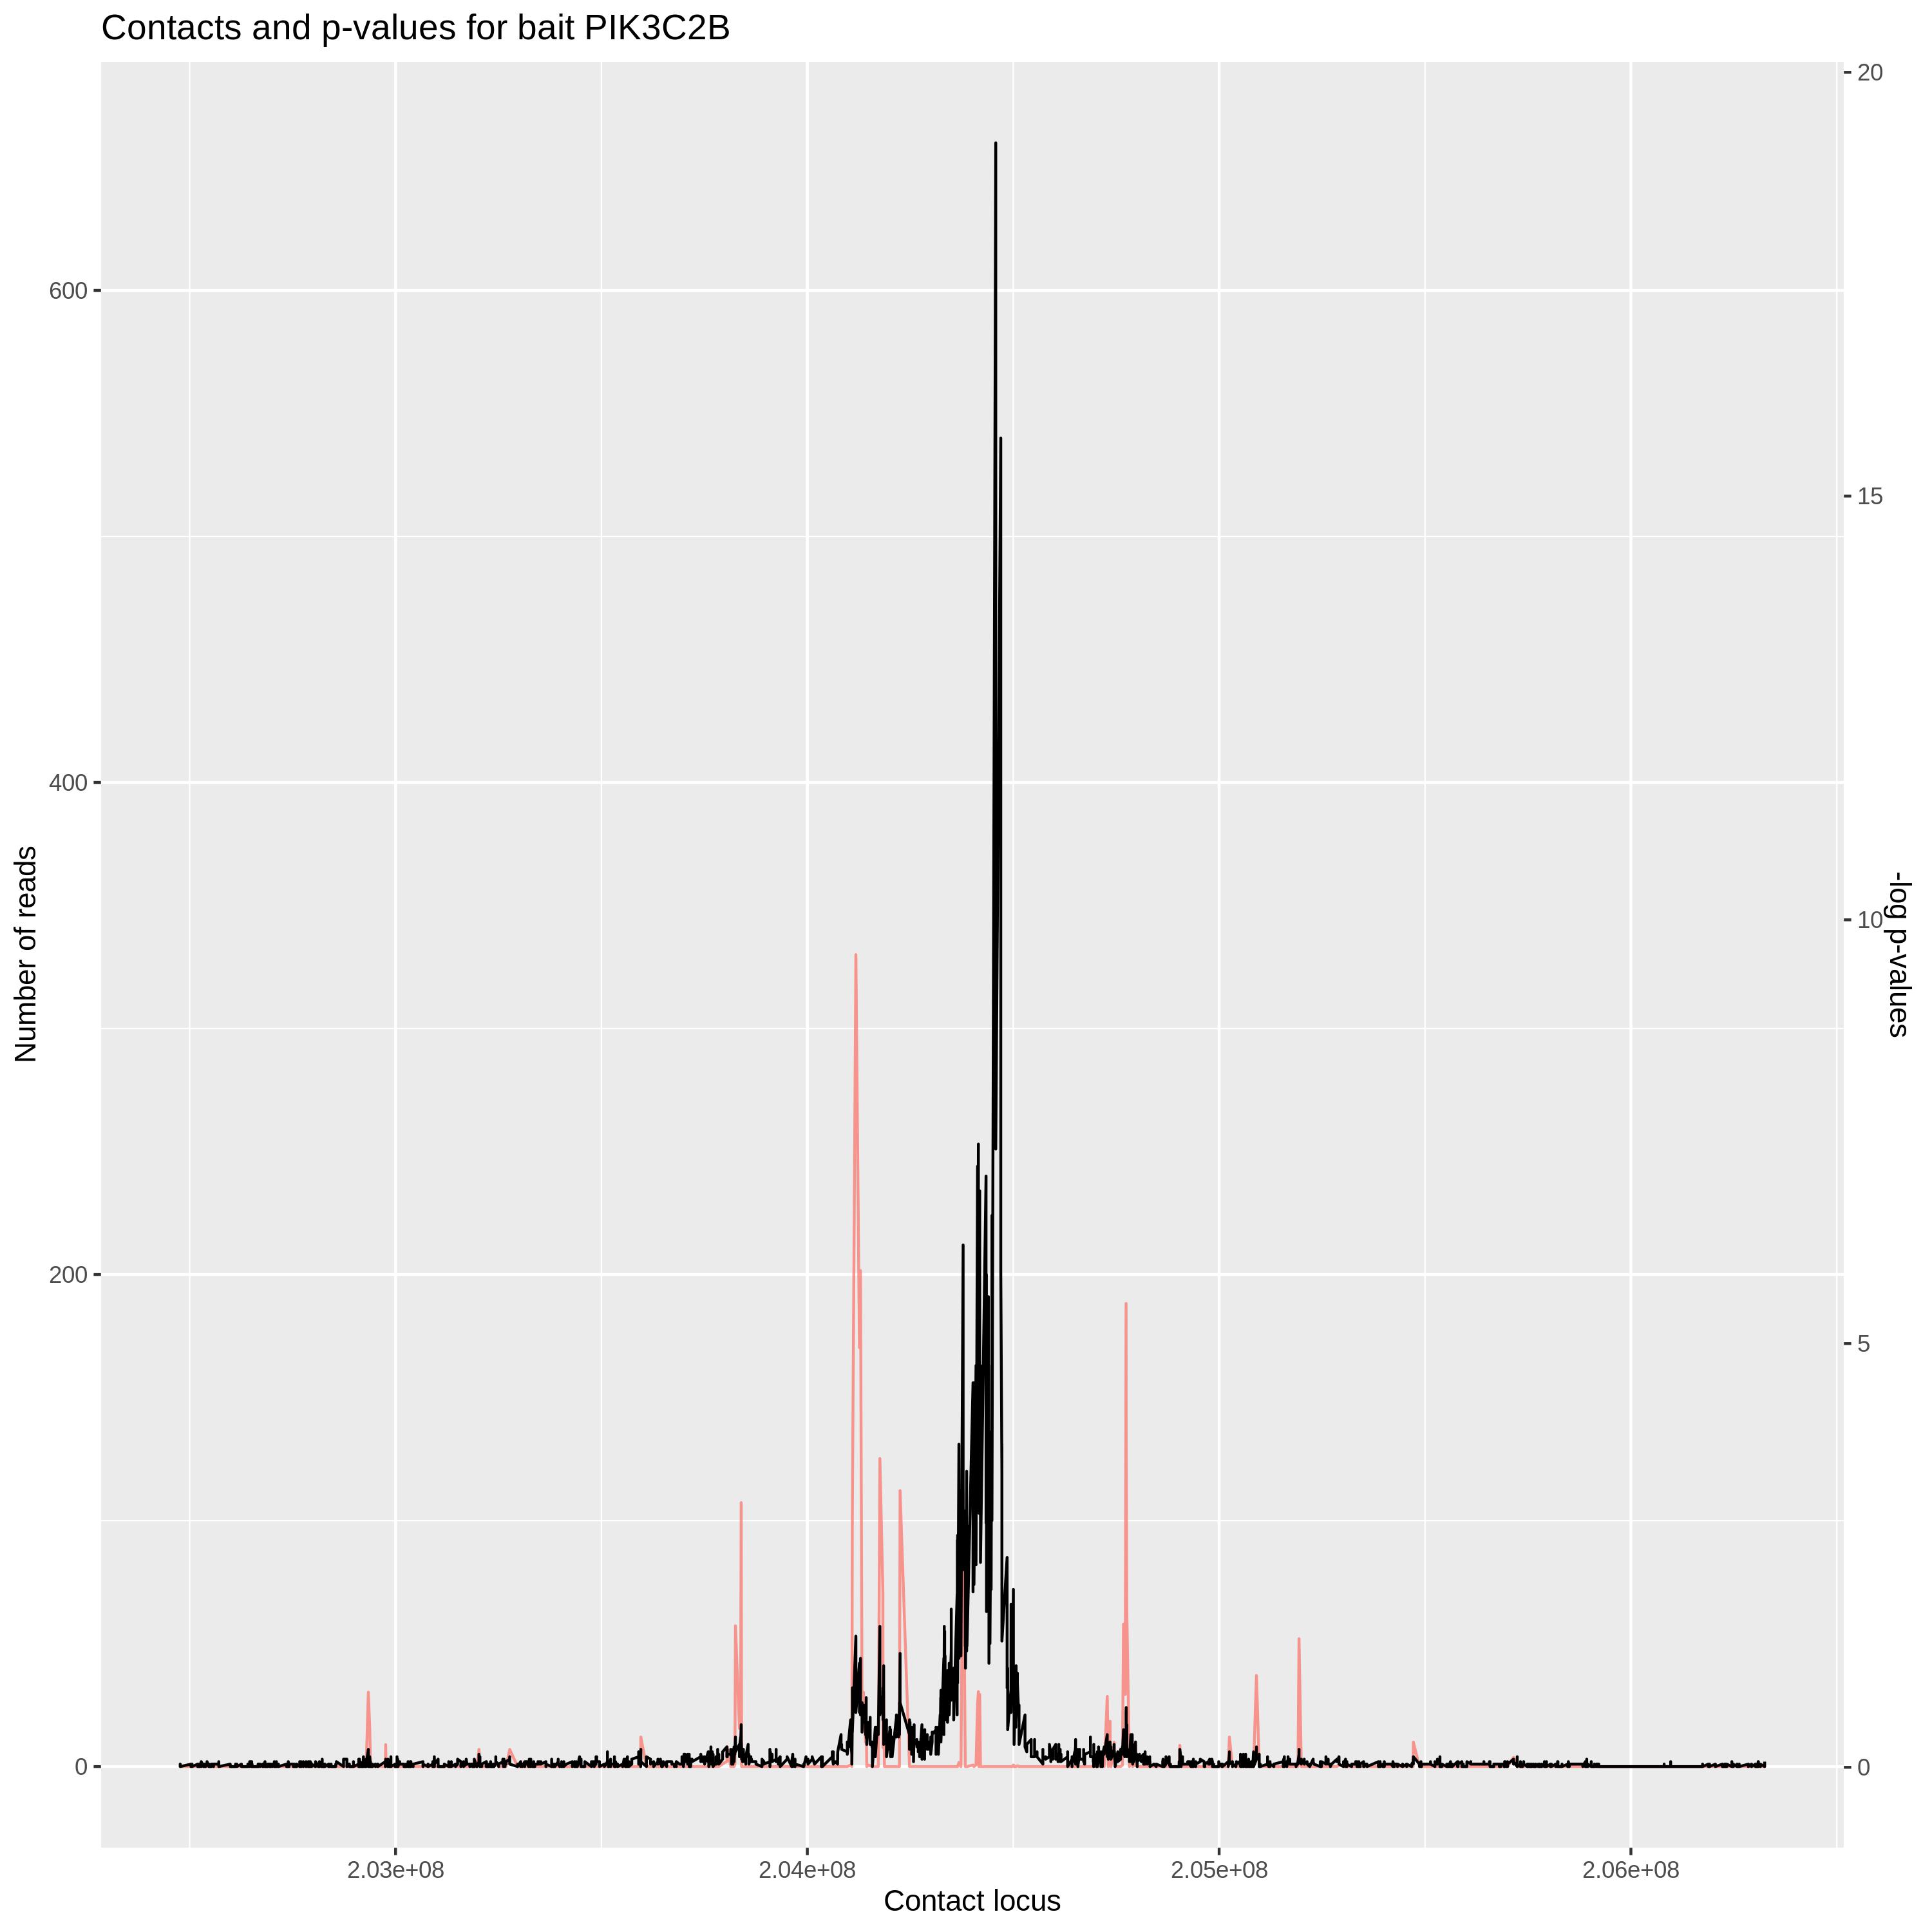 Contacts and p-values for bait PIK3C2B
600
400
200
0
Number of reads
20
15
10
5
0
-log p-values
2.03e+08
2.04e+08
2.05e+08
2.06e+08
Contact locus